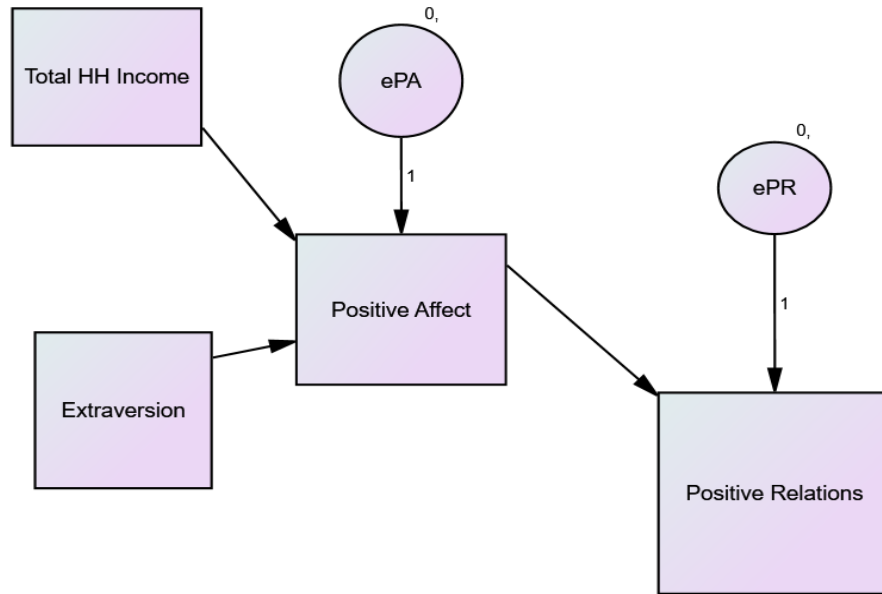 0,
Total HH Income
ePA
0,
1
ePR
Positive Affect
1
Extraversion
Positive Relations